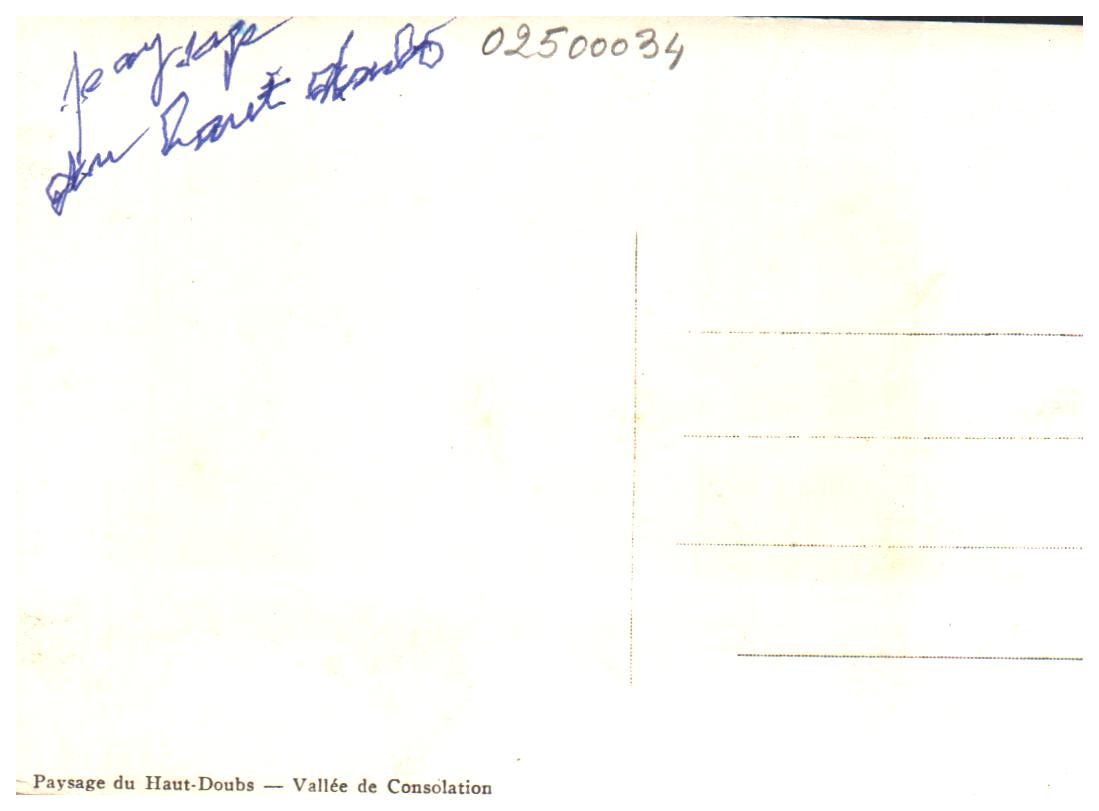 Paysage
du Haut Doubs
02500034
Paysage du Haut-Doubs — Vallée de Consolation